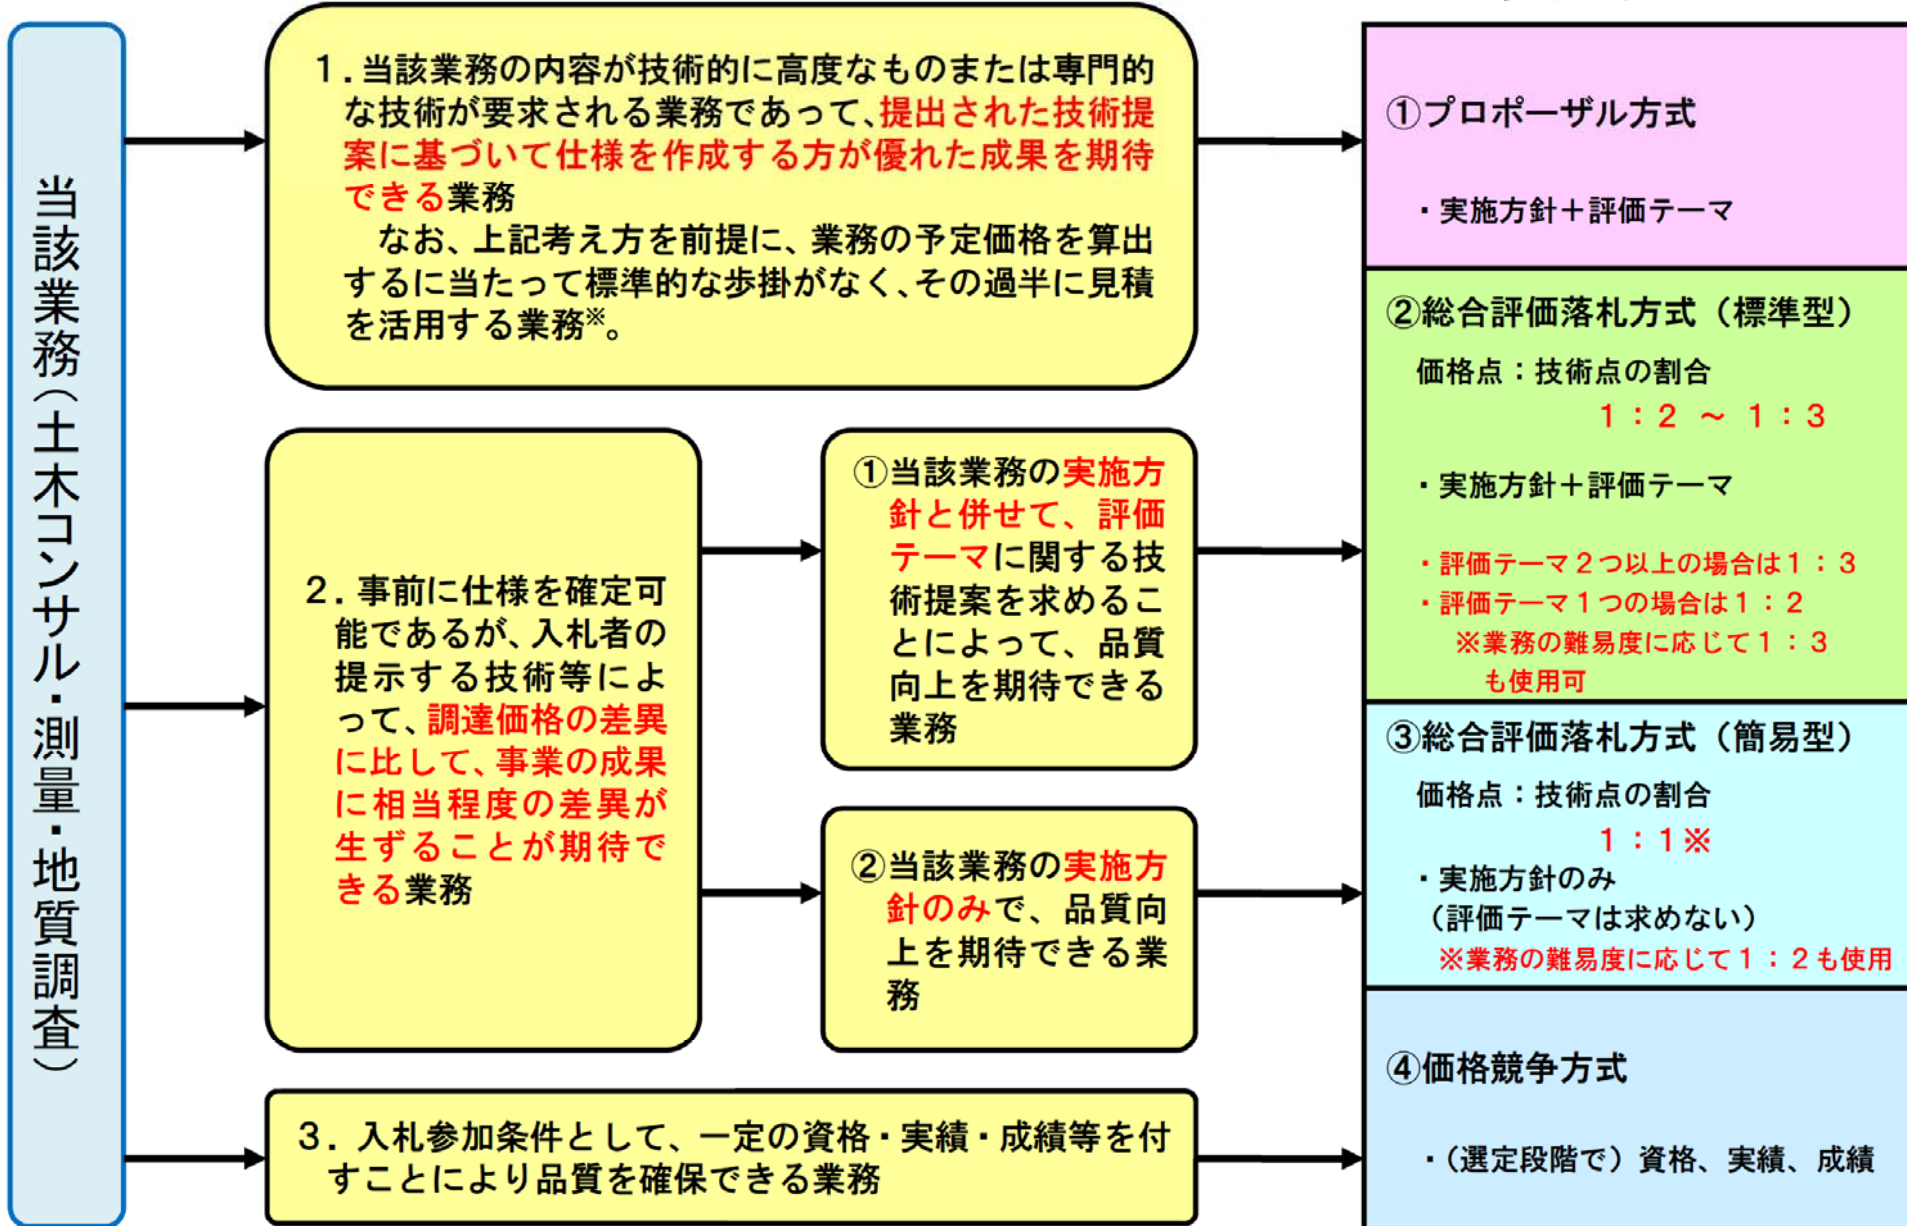 当該業務（土木コンサル・測量・地質調査）
１．当該業務の内容が技術的に高度なものまたは専門的
な技術が要求される業務であって、提出された技術提
案に基づいて仕様を作成する方が優れた成果を期待
できる業務
なお、上記考え方を前提に、業務の予定価格を算出
するに当たって標準的な歩掛がなく、その過半に見積
を活用する業務※。
２．事前に仕様を確定可
能であるが、入札者の
提示する技術等によ
って、調達価格の差異
に比して、事業の成果
に相当程度の差異が
生ずることが期待で
きる業務
①当該業務の実施方
針と併せて、評価
テーマに関する技
術提案を求めるこ
とによって、品質
向上を期待できる
業務
②当該業務の実施方
針のみで、品質向
上を期待できる業
務
３．入札参加条件として、一定の資格・実績・成績等を付
すことにより品質を確保できる業務
①プロポーザル方式
・実施方針＋評価テーマ
②総合評価落札方式（標準型）
価格点：技術点の割合
１：２ ～ １：３
・実施方針＋評価テーマ
・評価テーマ２つ以上の場合は１：３
・評価テーマ１つの場合は１：２
※業務の難易度に応じて１：３
も使用可
③総合評価落札方式（簡易型）
価格点：技術点の割合
１：１※
・実施方針のみ
（評価テーマは求めない）
※業務の難易度に応じて１：２も使用
④価格競争方式
・（選定段階で）資格、実績、成績